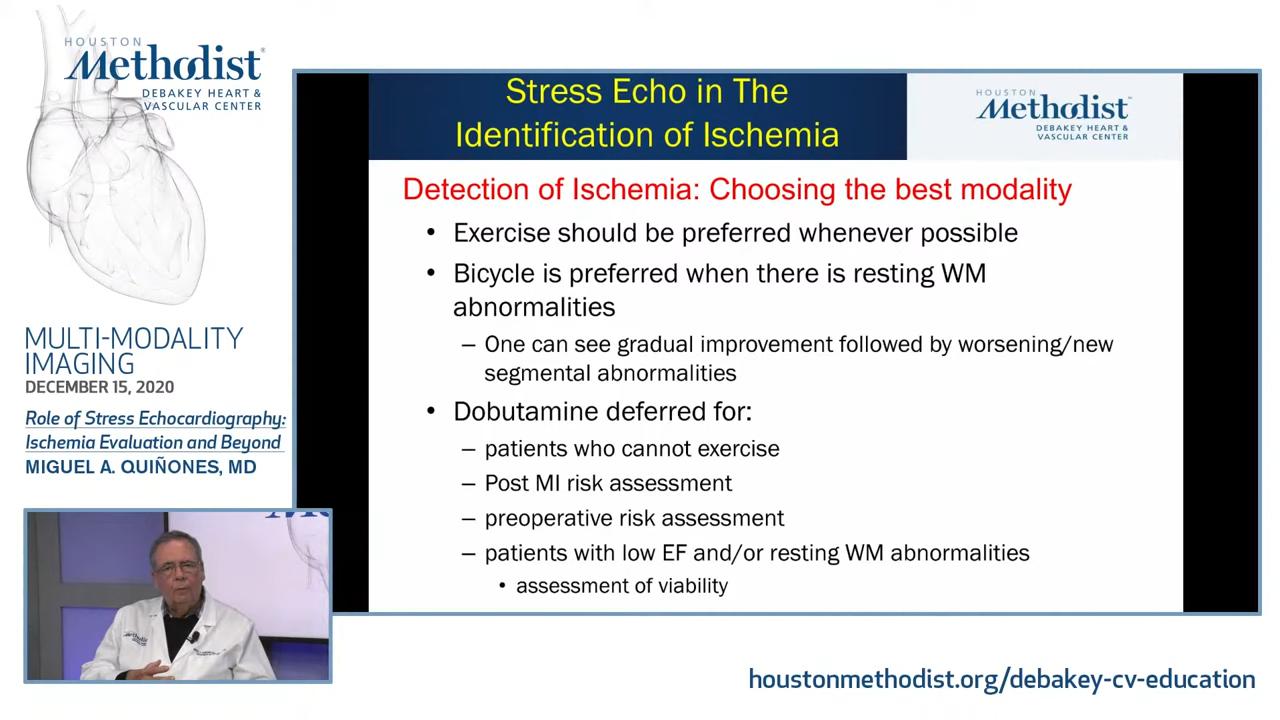 HOUSTON
Methodist
DEBAKEY HEART &
VASCULAR CENTER
MULTI-MODALITY
IMAGING
DECEMBER 15, 2020
Role of Stress Echocardiography:
Ischemia Evaluation and Beyond
MIGUEL A. QUIÑONES, MD
Stress Echo in The
Identification of Ischemia
HOUSTON
Methodist
DEBAKEY HEART &
VASCULAR CENTER
Detection of Ischemia: Choosing the best modality
• Exercise should be preferred whenever possible
• Bicycle is preferred when there is resting WM
abnormalities
– One can see gradual improvement followed by worsening/new
segmental abnormalities
• Dobutamine deferred for:
– patients who cannot exercise
– Post MI risk assessment
– preoperative risk assessment
– patients with low EF and/or resting WM abnormalities
• assessment of viability
Methodist
houstonmethodist.org/debakey-cv-education